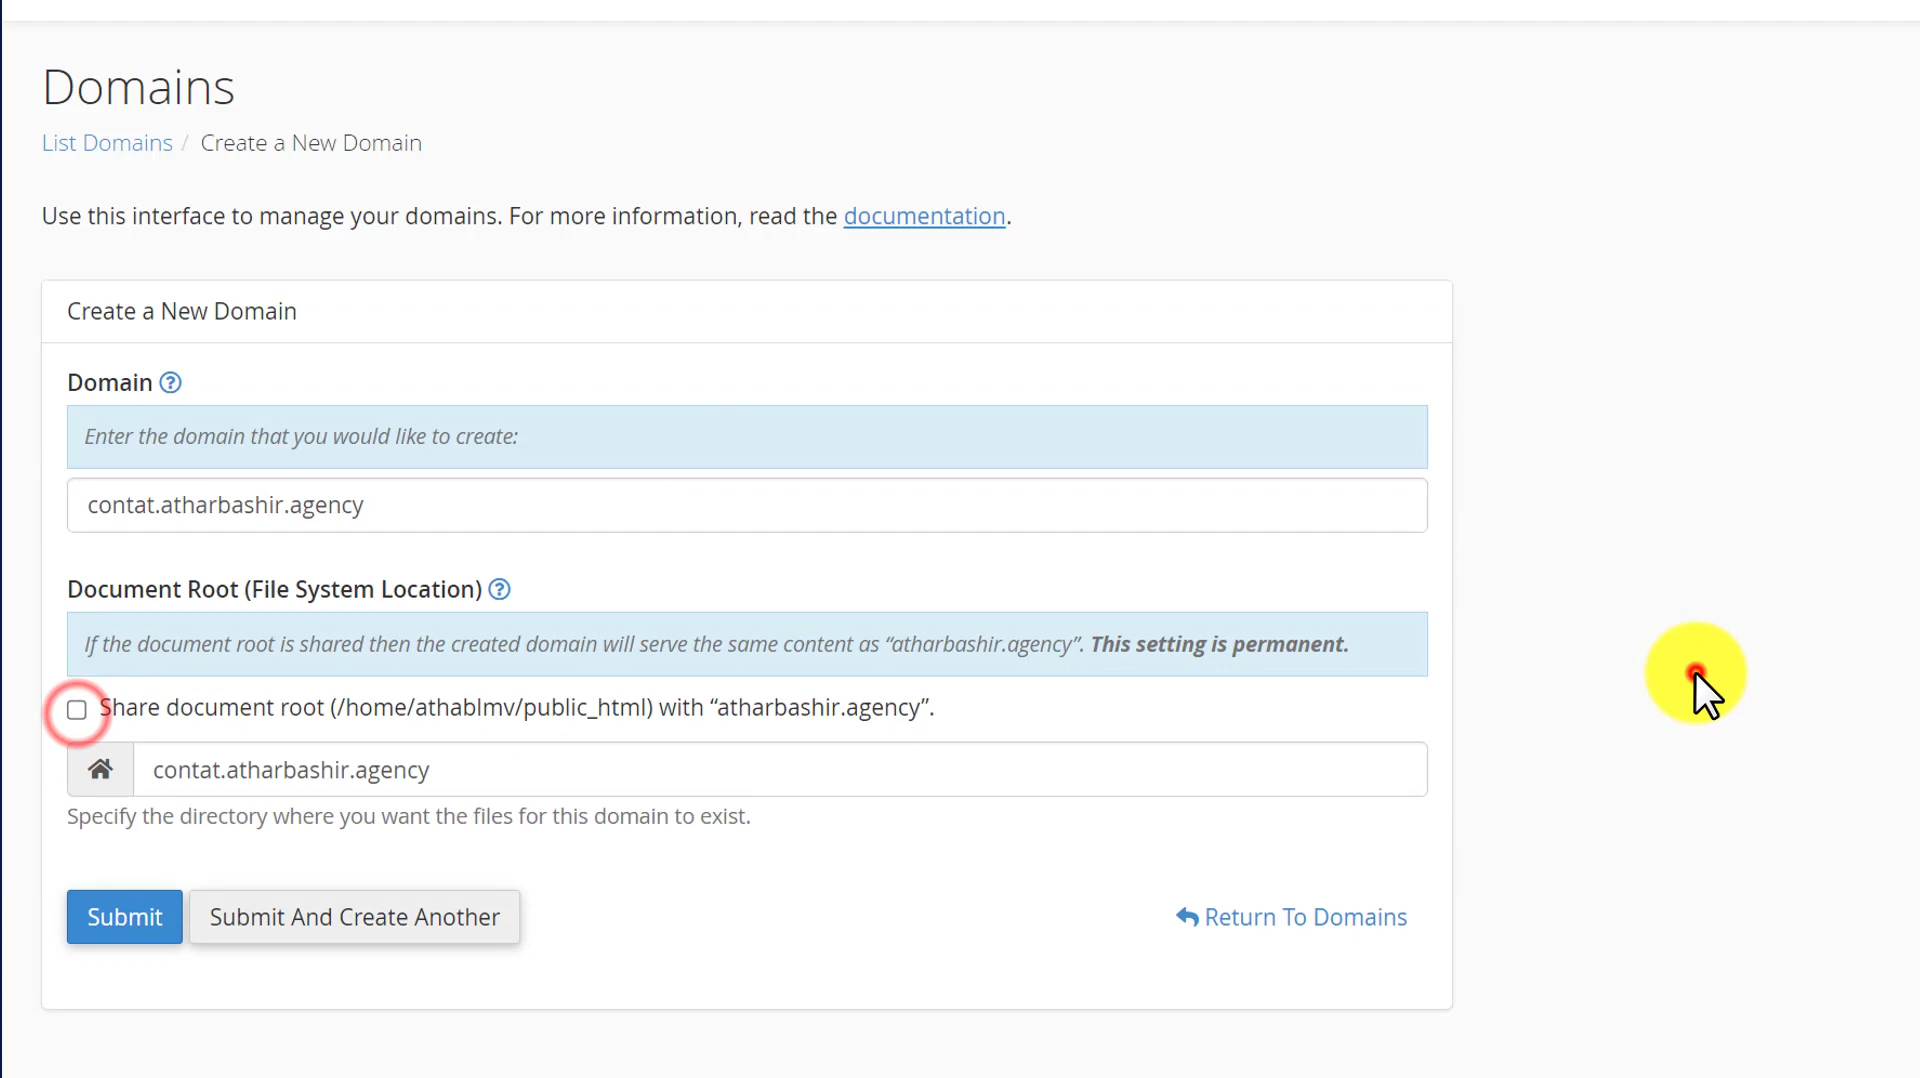 Domains
List Domains / Create a New Domain
Use this interface to manage your domains. For more information, read the documentation.
Create a New Domain
Domain ?
Enter the domain that you would like to create:
contat.atharbashir.agency
Document Root (File System Location) ?
If the document root is shared then the created domain will serve the same content as “atharbashir.agency”. This setting is permanent.
Share document root (/home/athablmv/public_html) with “atharbashir.agency”.
contat.atharbashir.agency
Specify the directory where you want the files for this domain to exist.
Submit Submit And Create Another Return To Domains